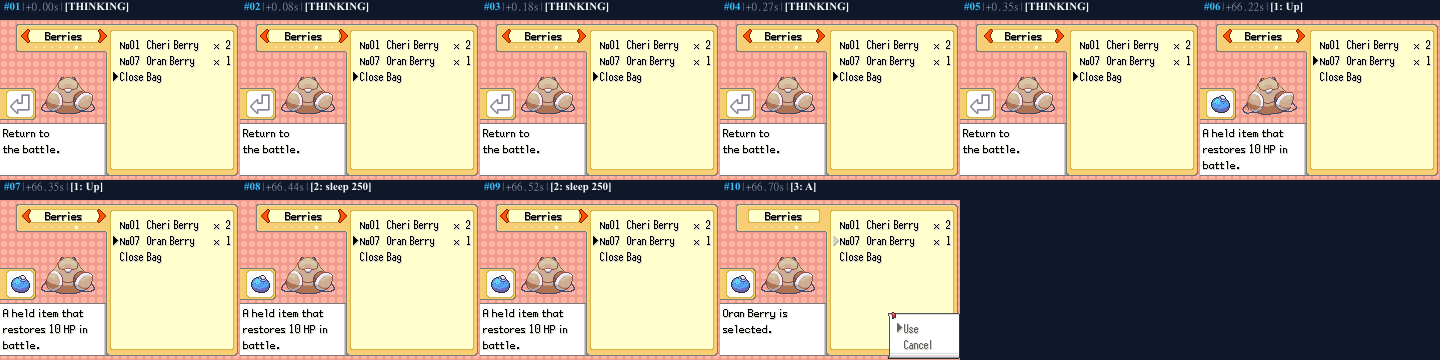 #01|+0.00s|[THINKING]
Berries
№01 Cheri Berry × 2
№07 Oran Berry × 1
Close Bag
Return to
the battle.
#02|+0.08s|[THINKING]
Berries
№01 Cheri Berry × 2
№07 Oran Berry × 1
Close Bag
Return to
the battle.
#03|+0.18s|[THINKING]
Berries
№01 Cheri Berry × 2
№07 Oran Berry × 1
Close Bag
Return to
the battle.
#04|+0.27s|[THINKING]
Berries
№01 Cheri Berry × 2
№07 Oran Berry × 1
Close Bag
Return to
the battle.
#05|+0.35s|[THINKING]
Berries
№01 Cheri Berry × 2
№07 Oran Berry × 1
Close Bag
Return to
the battle.
#06|+66.22s|[1: Up]
Berries
№01 Cheri Berry × 2
№07 Oran Berry × 1
Close Bag
A held item that
restores 10 HP in
battle.
#07|+66.35s|[1: Up]
Berries
№01 Cheri Berry × 2
№07 Oran Berry × 1
Close Bag
A held item that
restores 10 HP in
battle.
#08|+66.44s|[2: sleep 250]
Berries
№01 Cheri Berry × 2
№07 Oran Berry × 1
Close Bag
A held item that
restores 10 HP in
battle.
#09|+66.52s|[2: sleep 250]
Berries
№01 Cheri Berry × 2
№07 Oran Berry × 1
Close Bag
A held item that
restores 10 HP in
battle.
#10|+66.70s|[3: A]
Berries
№01 Cheri Berry × 2
№07 Oran Berry × 1
Close Bag
Oran Berry is
selected.
Use
Cancel